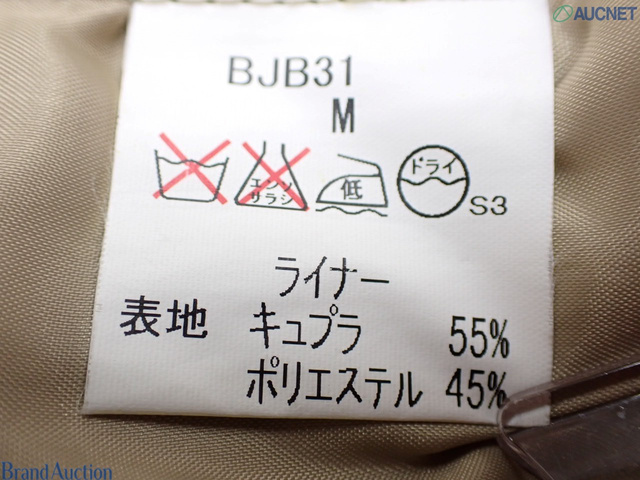 AUCNET
BJB31
M
エンソ
サラシ
低
ドライ
S3
ライナー
表地 キュプラ 55%
ポリエステル 45%
Brand Auction